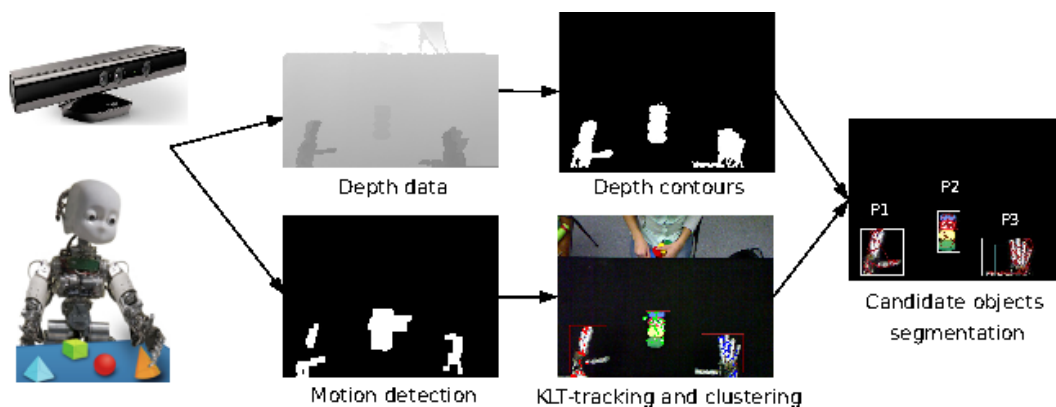 Depth data
Depth contours
Motion detection
KLT-tracking and clustering
P1
P2
P3
Candidate objects
segmentation